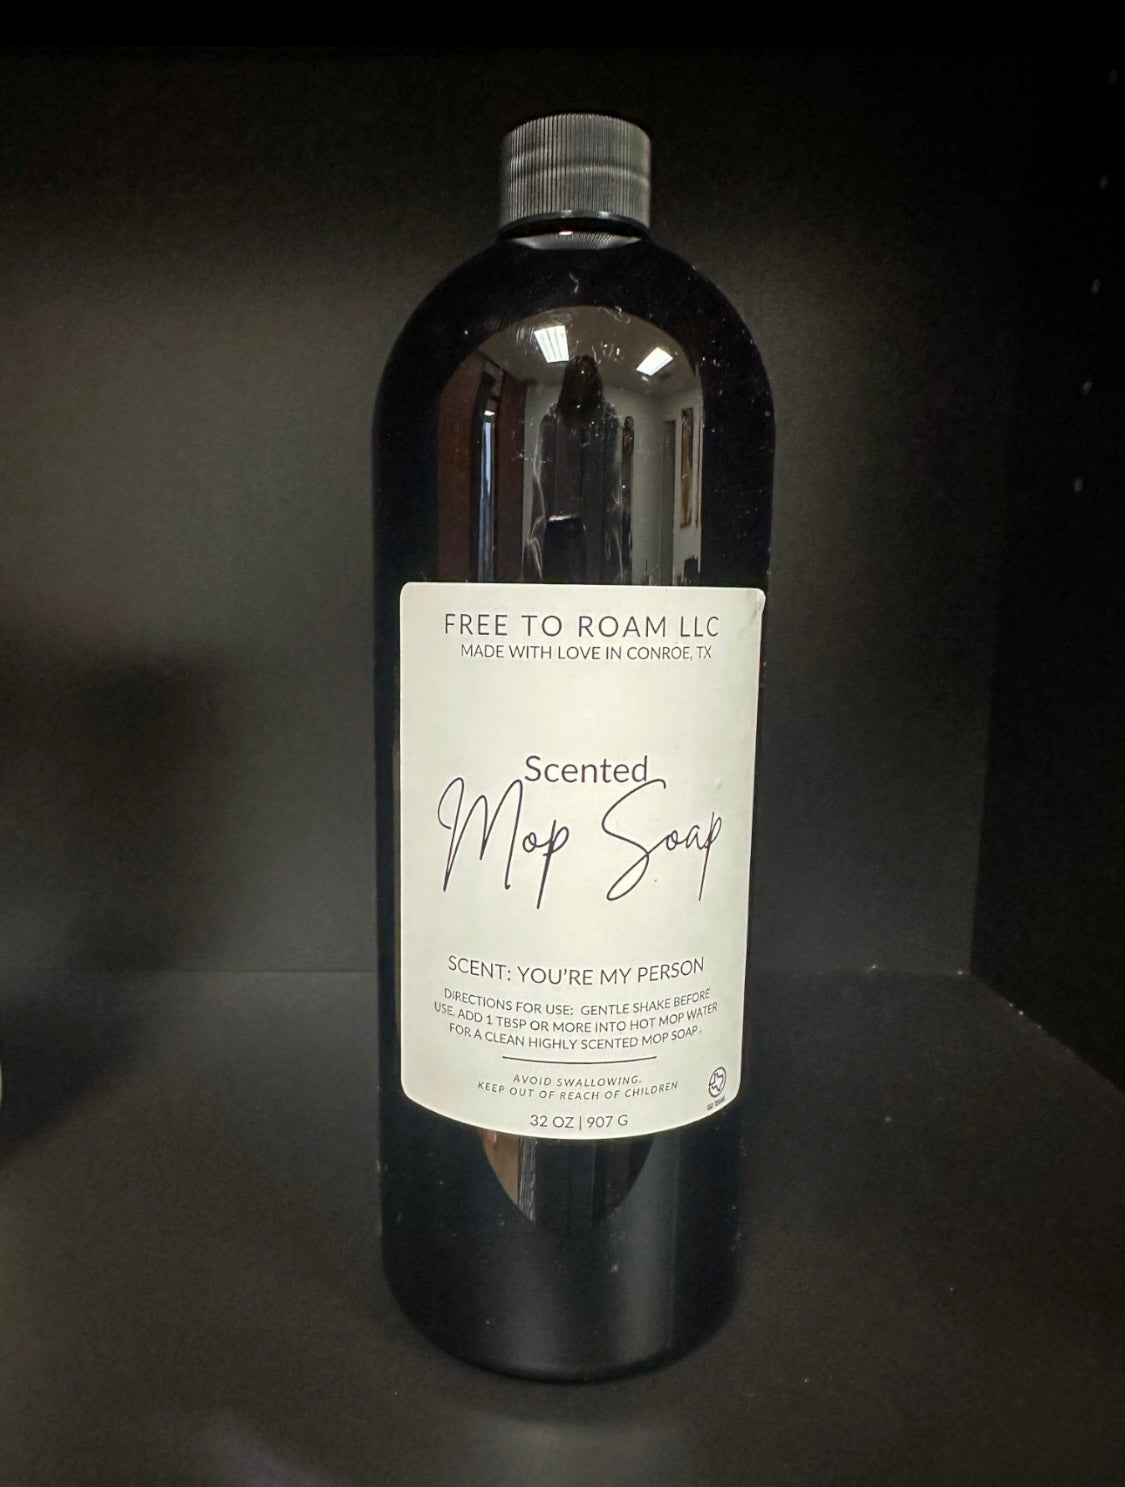 FREE TO ROAM LLC
MADE WITH LOVE IN CONROE, TX
Scented
Mop Soap
SCENT: YOU'RE MY PERSON
DIRECTIONS FOR USE: GENTLE SHAKE BEFORE
USE. ADD 1 TBSP OR MORE INTO HOT MOP WATER
FOR A CLEAN HIGHLY SCENTED MOP SOAP.
AVOID SWALLOWING.
KEEP OUT OF REACH OF CHILDREN
GO TEXAN.
32 OZ | 907 G